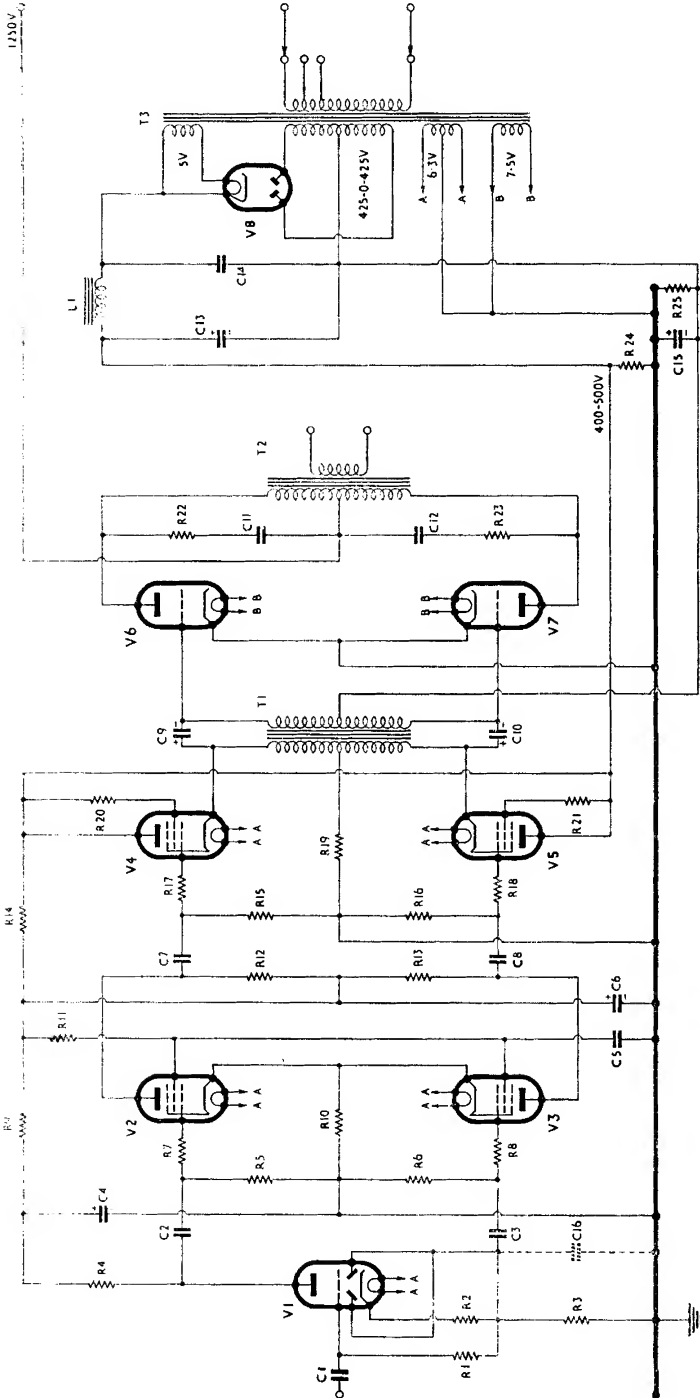 1250V
R9
R14
R11
R4
C4
R20
L1
T3
5V
V2
V4
V6
R22
C11
T2
C13
C14
V8
425-0-425V
C2
R7
C7
R17
C9
A A
A A
B B
V1
R5
R10
R12
R15
R19
T1
C1
A A
R6
R13
R16
C12
R23
C3
R8
C8
R18
C10
A A
A A
B B
V3
V5
V7
A
6·3V
A
B
7·5V
B
R1
R2
R3
C16
C5
C6
R21
400-500V
R24
C15
R25